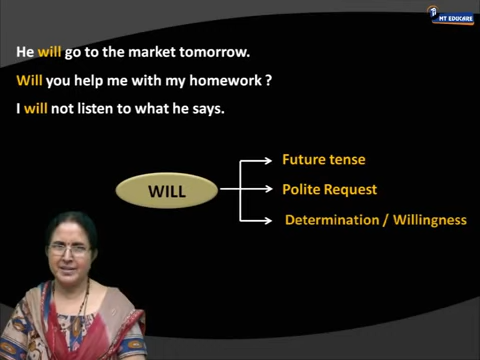 MT EDUCARE
He will go to the market tomorrow.
Will you help me with my homework ?
I will not listen to what he says.
WILL
Future tense
Polite Request
Determination / Willingness